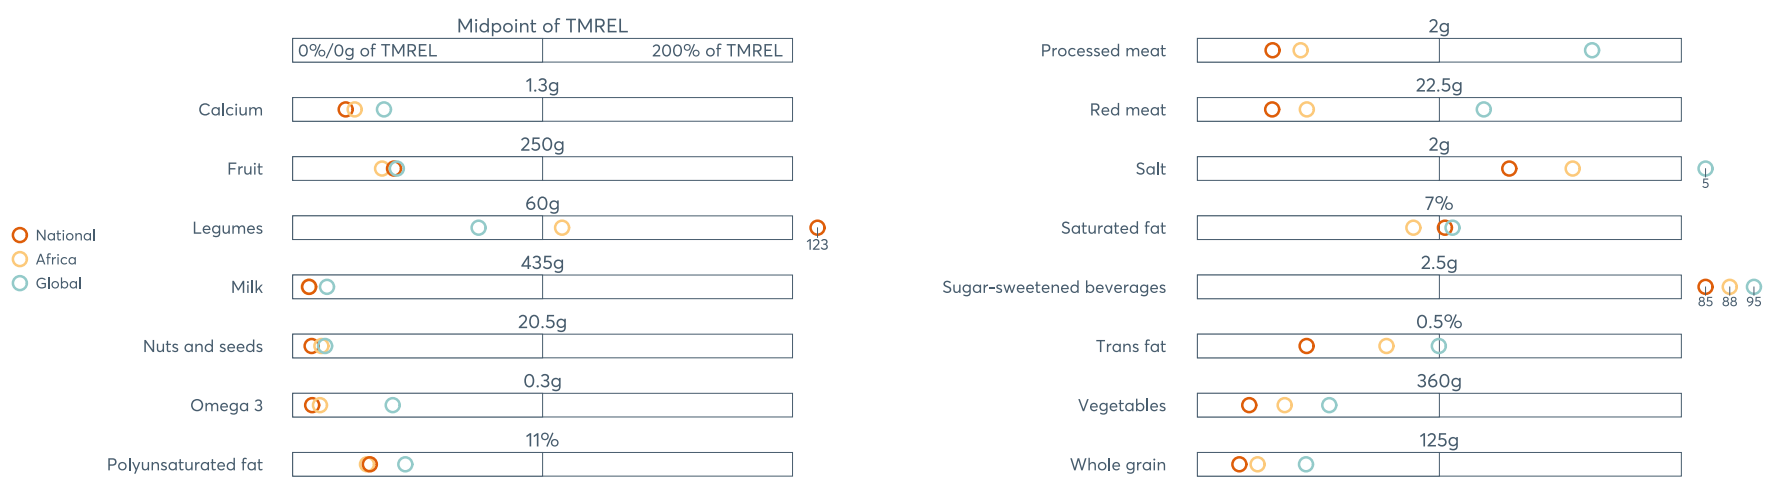 Midpoint of TMREL
0%/0g of TMREL 200% of TMREL
1.3g
Calcium
250g
Fruit
60g
Legumes
123
435g
Milk
20.5g
Nuts and seeds
0.3g
Omega 3
11%
Polyunsaturated fat
National
Africa
Global
2g
Processed meat
22.5g
Red meat
2g
Salt
5
7%
Saturated fat
2.5g
Sugar-sweetened beverages
85 88 95
0.5%
Trans fat
360g
Vegetables
125g
Whole grain